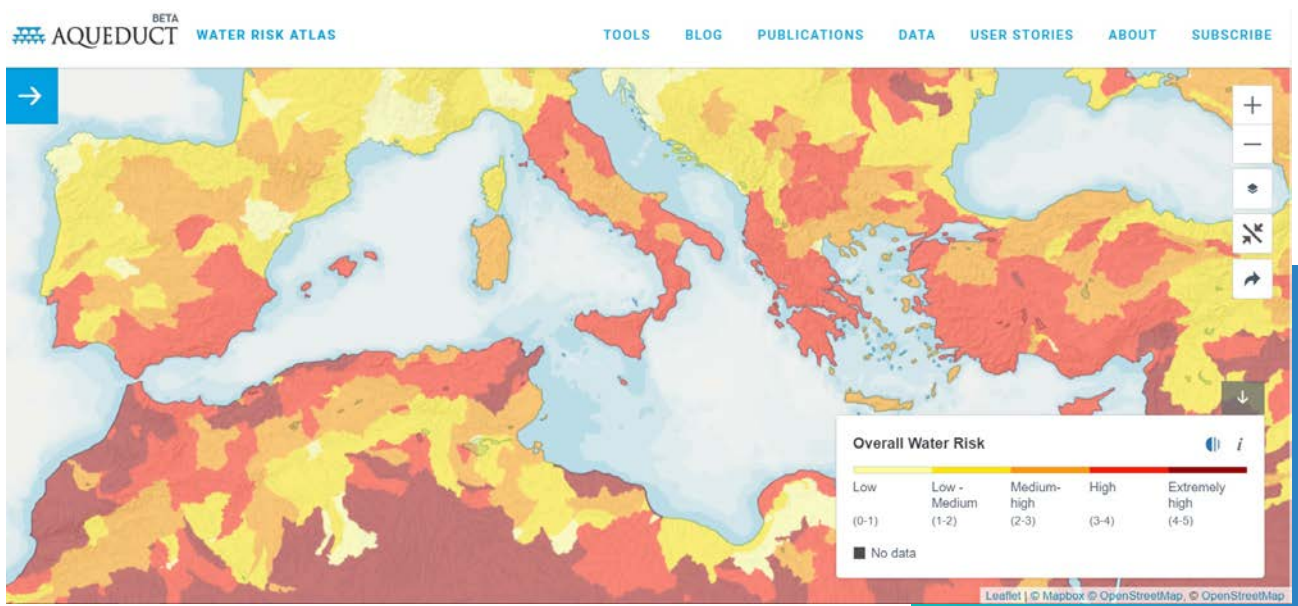 BETA
AQUEDUCT WATER RISK ATLAS TOOLS BLOG PUBLICATIONS DATA USER STORIES ABOUT SUBSCRIBE
Overall Water Risk
Low Low - Medium-high High Extremely
Medium high high
(0-1) (1-2) (2-3) (3-4) (4-5)
No data
Leaflet | © Mapbox © OpenStreetMap, © OpenStreetMap